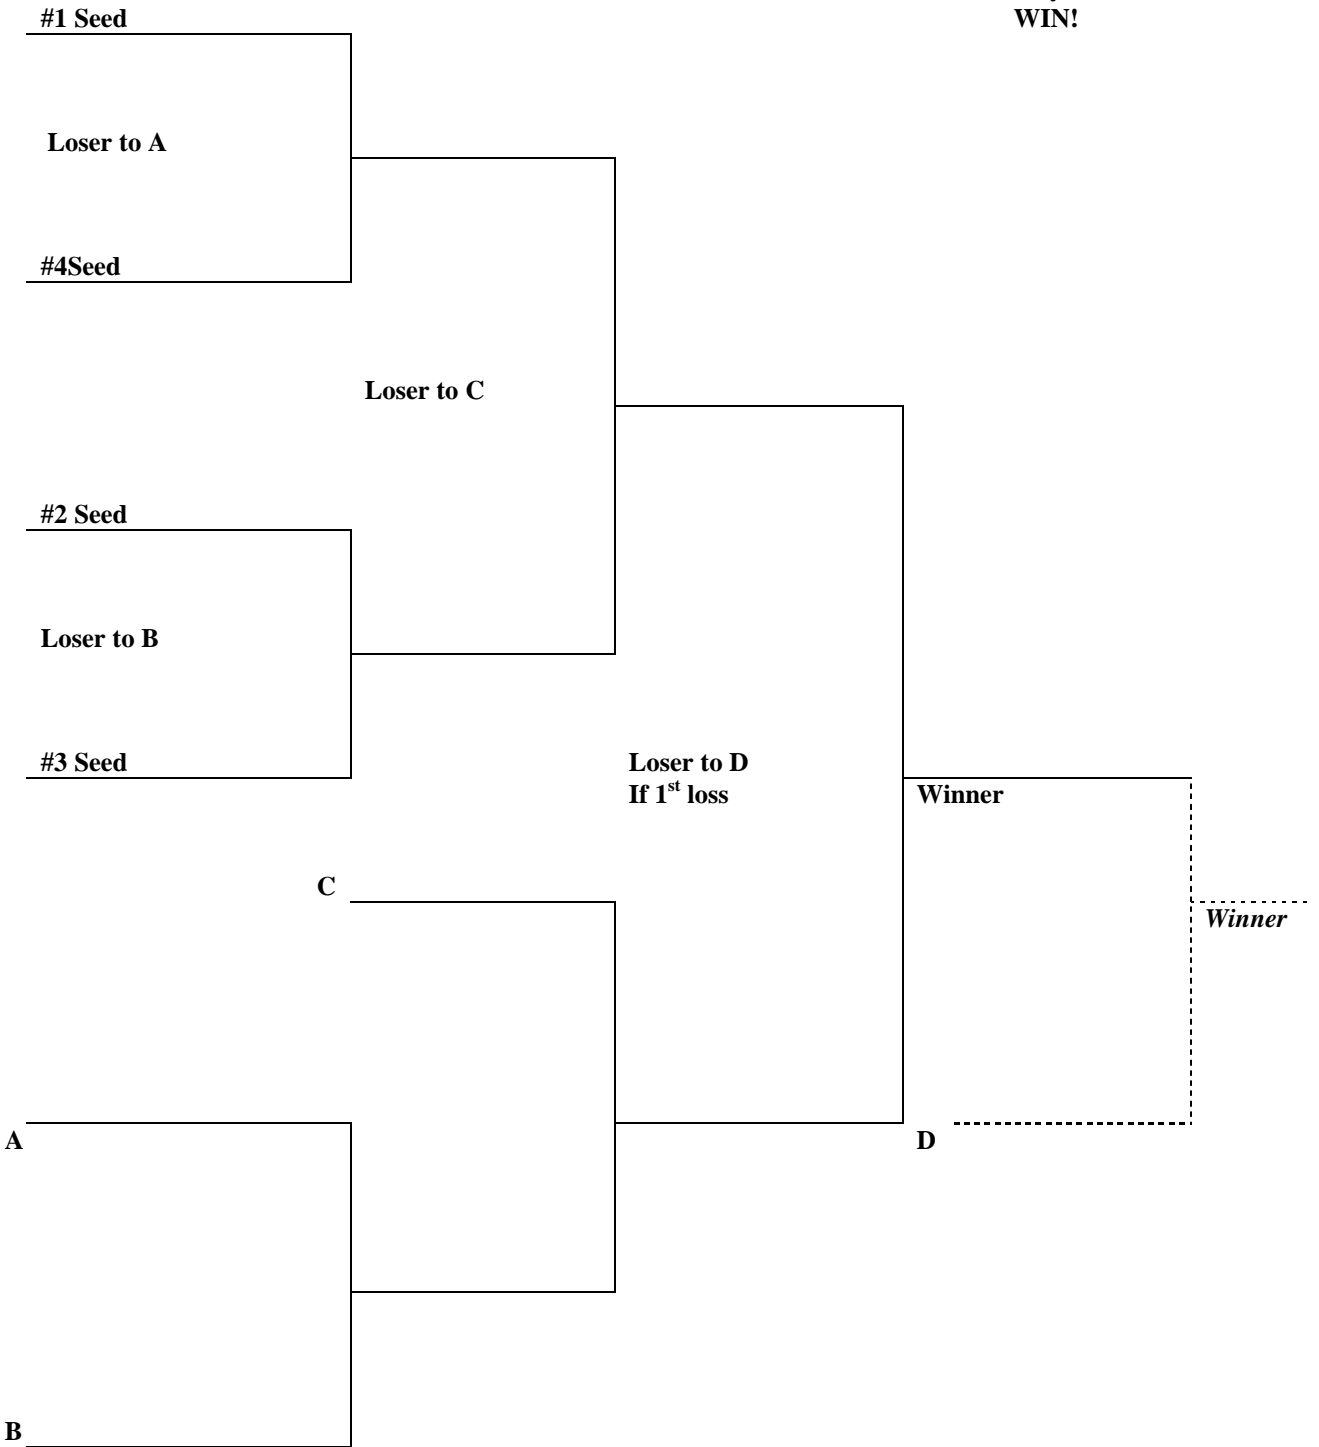 #1 Seed
WIN!
Loser to A
#4Seed
Loser to C
#2 Seed
Loser to B
#3 Seed
Loser to D
If 1st loss
Winner
C
Winner
A
D
B